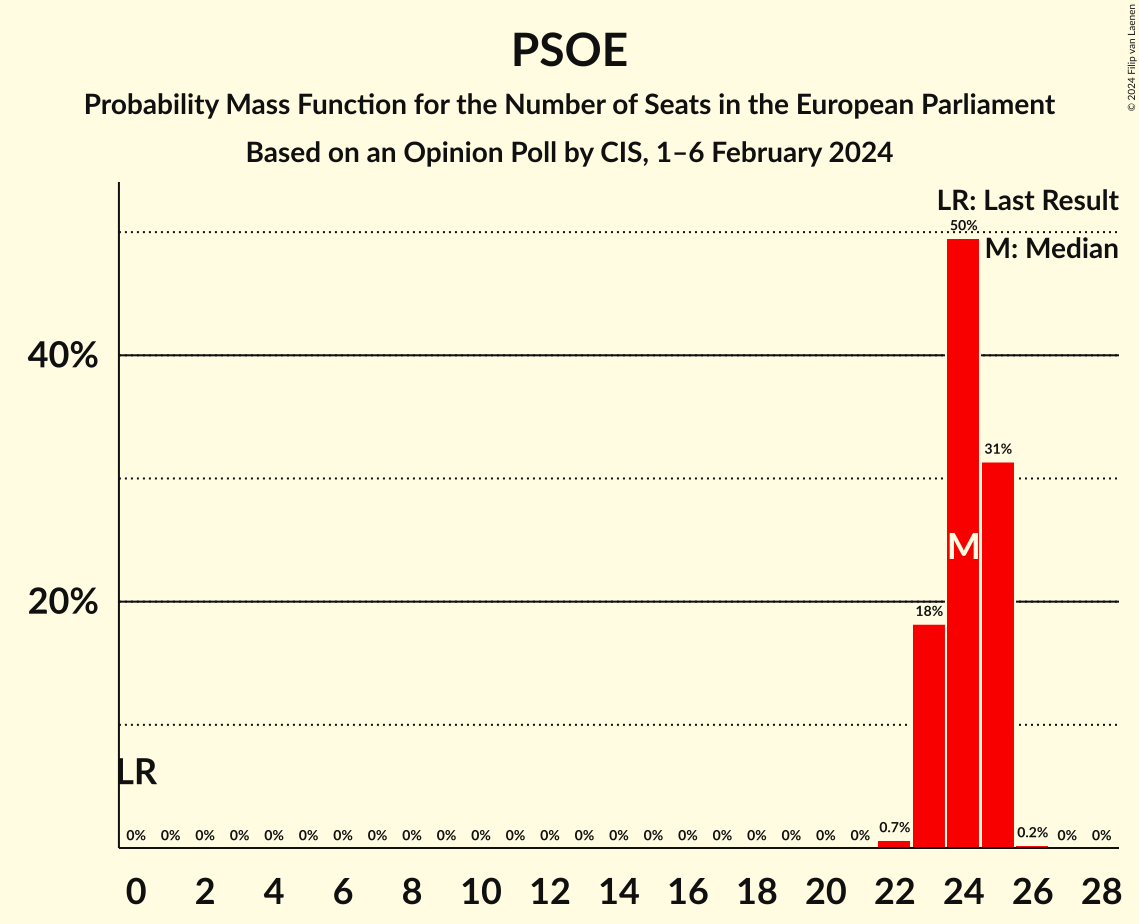 PSOE
Probability Mass Function for the Number of Seats in the European Parliament
Based on an Opinion Poll by CIS, 1–6 February 2024
© 2024 Filip van Laenen
LR: Last Result
M: Median
50%
40%
31%
M
20%
18%
LR
0% 0% 0% 0% 0% 0% 0% 0% 0% 0% 0% 0% 0% 0% 0% 0% 0% 0% 0% 0% 0% 0% 0.7% 0.2% 0% 0%
0 2 4 6 8 10 12 14 16 18 20 22 24 26 28